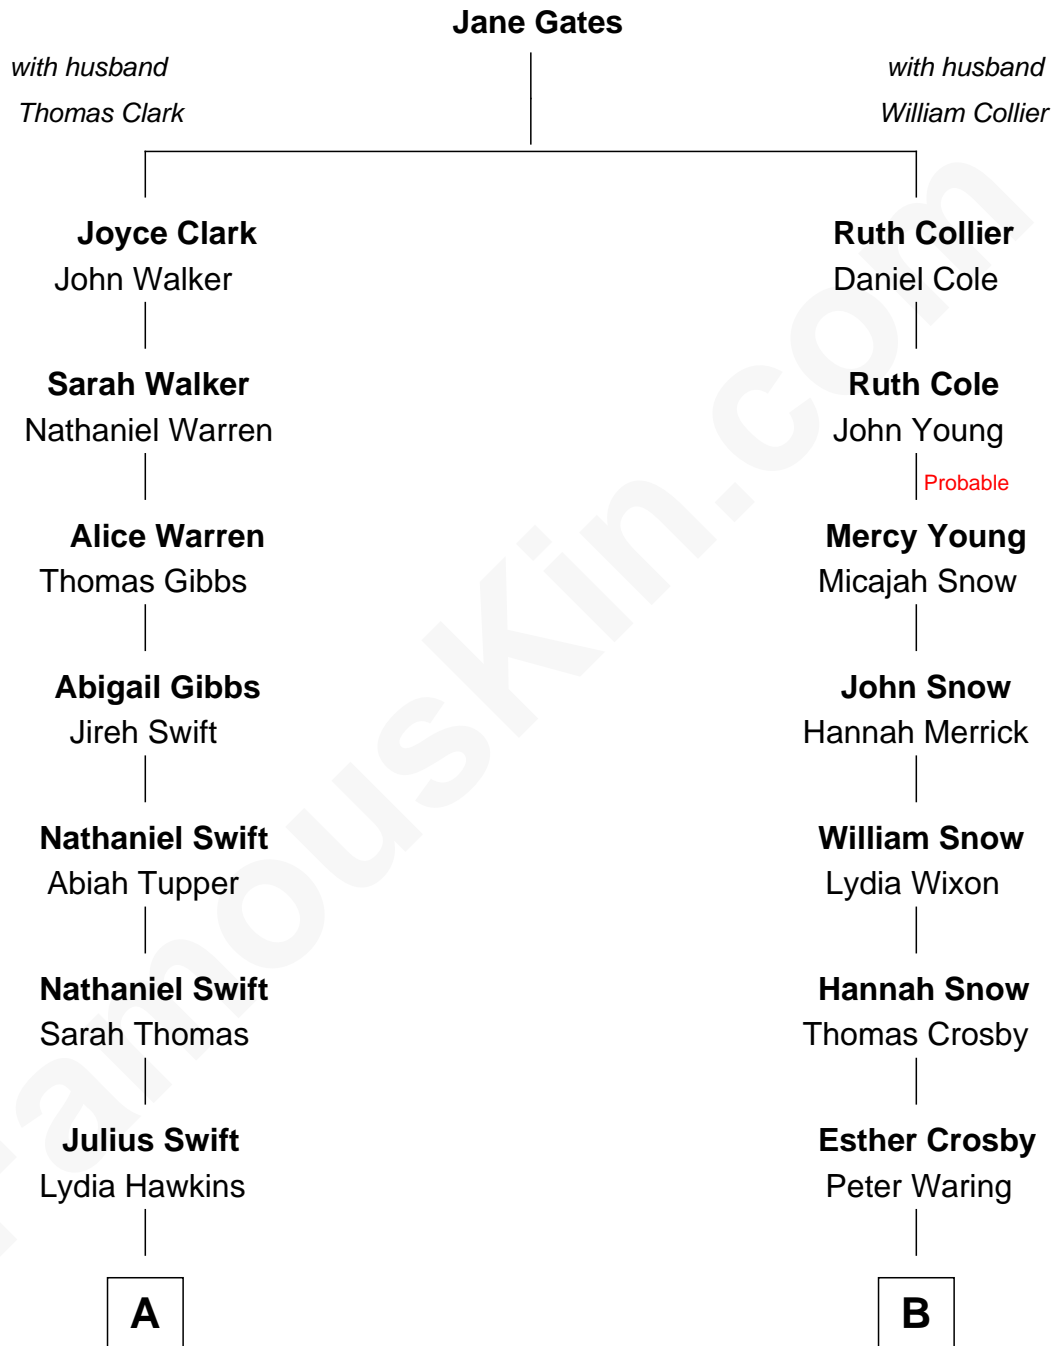 Jane Gates
with husband
Thomas Clark
with husband
William Collier
Joyce Clark
John Walker
Ruth Collier
Daniel Cole
Sarah Walker
Nathaniel Warren
Ruth Cole
John Young
Probable
Alice Warren
Thomas Gibbs
Mercy Young
Micajah Snow
Abigail Gibbs
Jireh Swift
John Snow
Hannah Merrick
Nathaniel Swift
Abiah Tupper
William Snow
Lydia Wixon
Nathaniel Swift
Sarah Thomas
Hannah Snow
Thomas Crosby
Julius Swift
Lydia Hawkins
Esther Crosby
Peter Waring
A
B
FamousKin.com